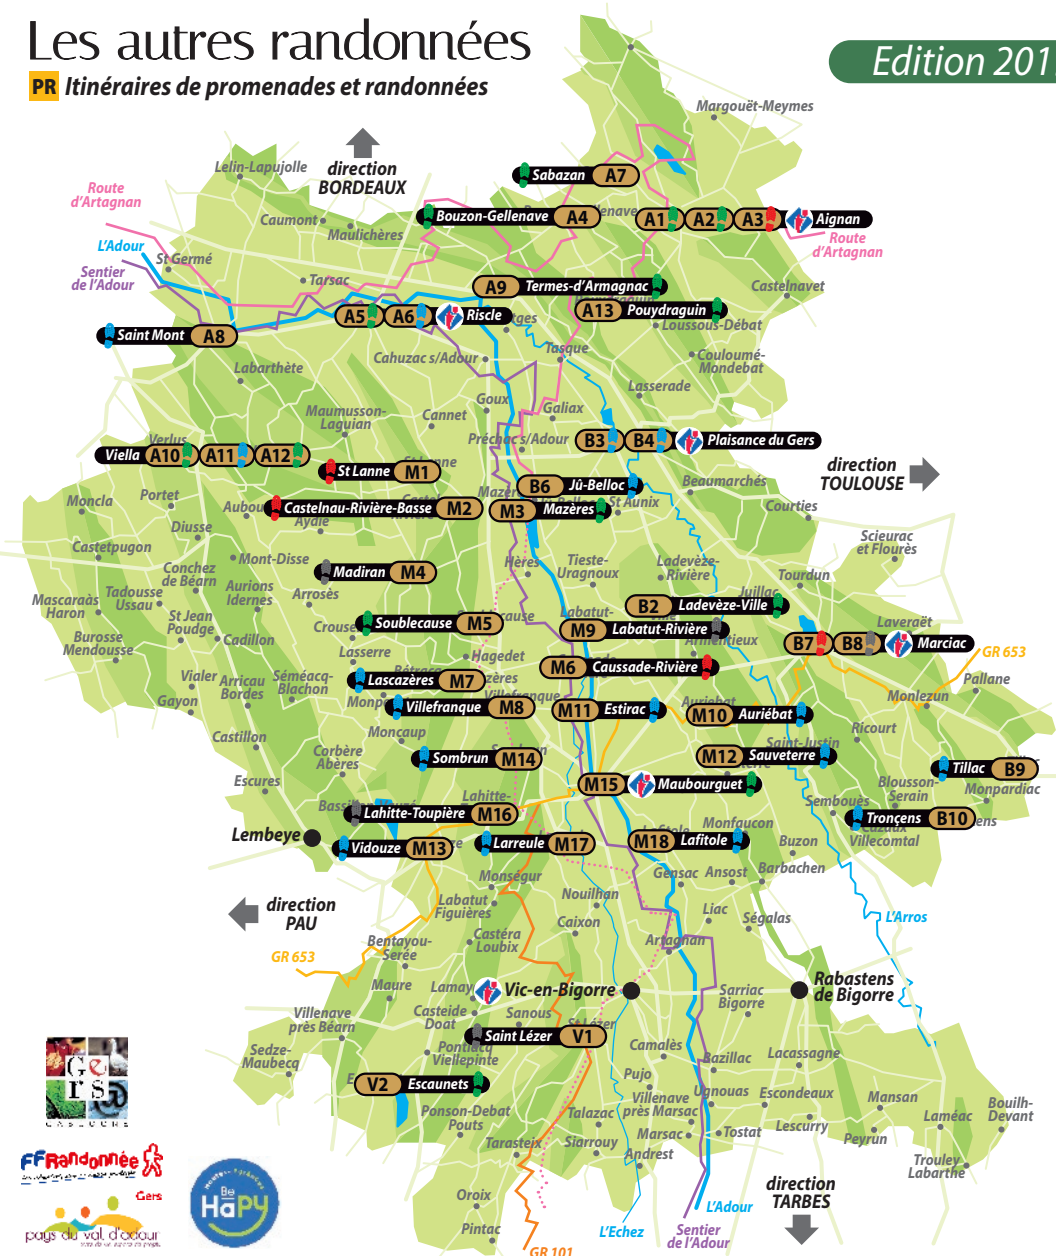 Les autres randonnées
PR Itinéraires de promenades et randonnées
Edition 201
Margouët-Meymes
direction
BORDEAUX
Lelin-Lapujolle
Sabazan A7
Route
d'Artagnan
Caumont
Maulichères
Bouzon-Gellenave A4
A1 A2 A3 Aignan
Route
d'Artagnan
L'Adour
St Germé
Sentier
de l'Adour
Tarsac
A9 Termes-d'Armagnac
Castelnavet
A13 Pouydraguin
A5 A6 Riscle
Loussous-Débat
Saint Mont A8
Tasque
Cahuzac s/Adour
Couloumé-
Mondebat
Labarthète
Lasserade
Goux
Galiax
Maumusson-
Laguian
Cannet
Préchac s/Adour
B3 B4 Plaisance du Gers
Verlus
Viella A10 A11 A12
St Lanne M1
direction
TOULOUSE
B6 Jû-Belloc
Beaumarchés
Moncla
Portet
Castelnau-Rivière-Basse M2
M3 Mazères
St Aunix
Courties
Aydie
Diusse
Scieurac
et Flourès
Castetpugon
Mont-Disse
Hères
Tieste-
Uragnoux
Ladevèze-
Rivière
Conchez
de Béarn
Madiran M4
Tourdun
Aurions
Idernes
Arrosès
Tadousse
Ussau
Mascaraàs
Haron
Juillac
B2 Ladevèze-Ville
St Jean
Poudge
Soublecause M5
Labatut-
M9 Labatut-Rivière
Laveraët
Burosse
Mendousse
Cadillon
Armentieux
B7 B8 Marciac
GR 653
Lasserre
Hagedet
M6 Caussade-Rivière
Vialer
Arricau
Bordes
Séméacq-
Blachon
Lascazères M7
Pallane
Gayon
Villefranque M8
M11 Estirac
M10 Auriébat
Monlezun
Moncaup
Ricourt
Castillon
Corbère
Abères
Sombrun M14
Saint-Justin
M12 Sauveterre
Tillac B9
Escures
M15 Maubourguet
Blousson-
Serain
Monpardiac
Lahitte-
Sembouès
Lahitte-Toupière M16
Tronçens B10
Lembeye
Monfaucon
Vidouze M13
Larreule M17
M18 Lafitole
Buzon
Villecomtal
Barbachen
Monségur
Gensac
Ansost
direction
PAU
Labatut
Figuières
Nouilhan
Liac
Ségalas
L'Arros
Caixon
Castéra
Loubix
Artagnan
Bentayou-
Serée
GR 653
Maure
Vic-en-Bigorre
Rabastens
de Bigorre
Sarriac
Bigorre
Villenave
près Béarn
Casteide
Doat
Sanous
Saint Lézer V1
Sedze-
Maubecq
Pontiacq
Viellepinte
Camalès
Bazillac
Lacassagne
V2 Escaunets
Pujo
Ugnouas
Escondeaux
Mansan
Bouilh-
Devant
Villenave
près Marsac
Ponson-Debat
Pouts
Talazac
Lescurry
Laméac
Tarasteix
Siarrouy
Marsac
Tostat
Peyrun
Andrest
Trouley
Labarthe
direction
TARBES
Oroix
L'Adour
Pintac
L'Echez
Sentier
de l'Adour
GR 101
Gers
FFRandonnée
Gers
pays du val d'adour
Be
HaPY